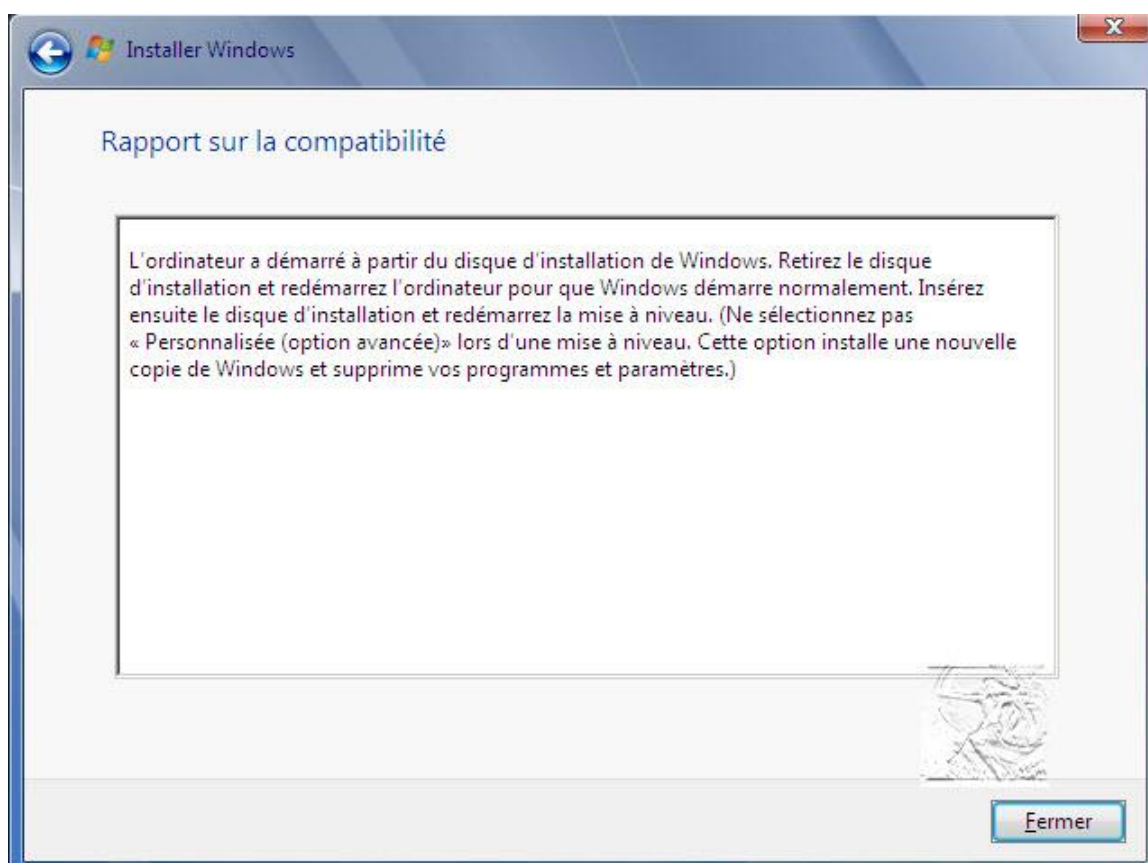 X
Installer Windows
Rapport sur la compatibilité
L'ordinateur a démarré à partir du disque d'installation de Windows. Retirez le disque
d'installation et redémarrez l'ordinateur pour que Windows démarre normalement. Insérez
ensuite le disque d'installation et redémarrez la mise à niveau. (Ne sélectionnez pas
« Personnalisée (option avancée)» lors d'une mise à niveau. Cette option installe une nouvelle
copie de Windows et supprime vos programmes et paramètres.)
Fermer